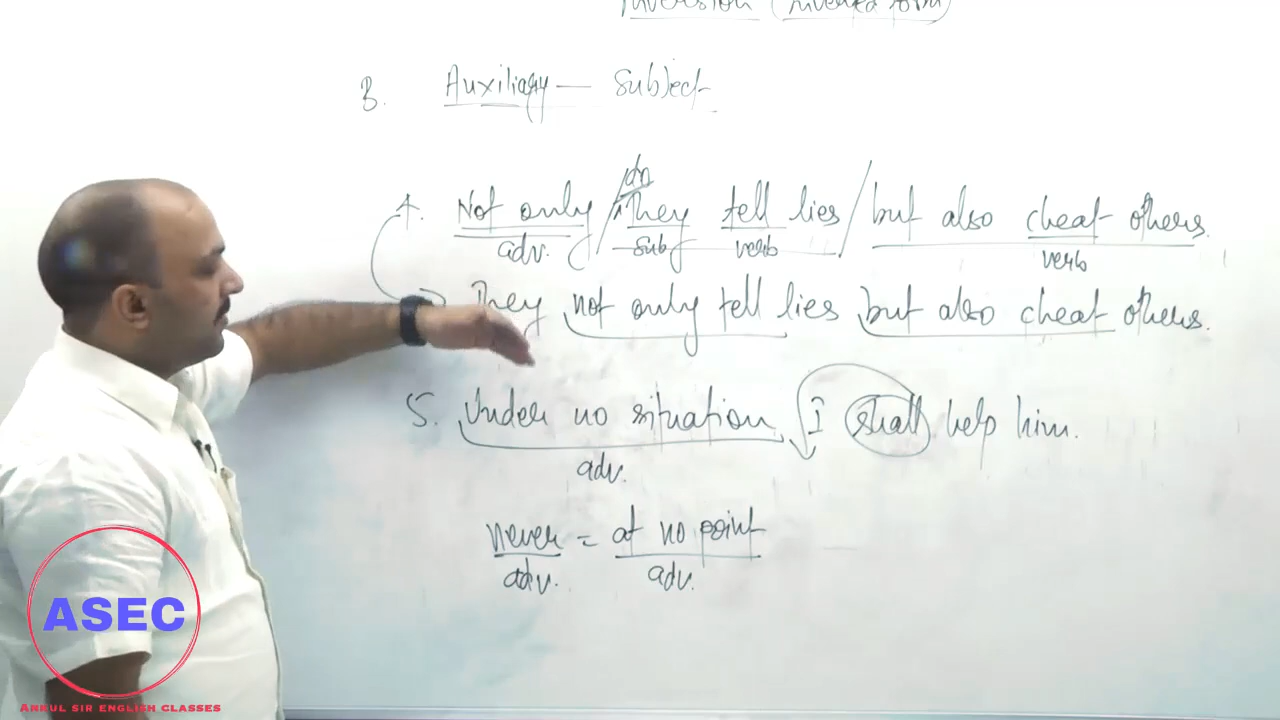 Inversion (Inverted form)
B. Auxiliary — Subject
do
4. Not only / They tell lies / but also cheat others.
adv. sub verb verb
They not only tell lies but also cheat others.
5. Under no situation, I shall help him.
adv.
never = at no point
adv. adv.
ASEC
ANKUL SIR ENGLISH CLASSES